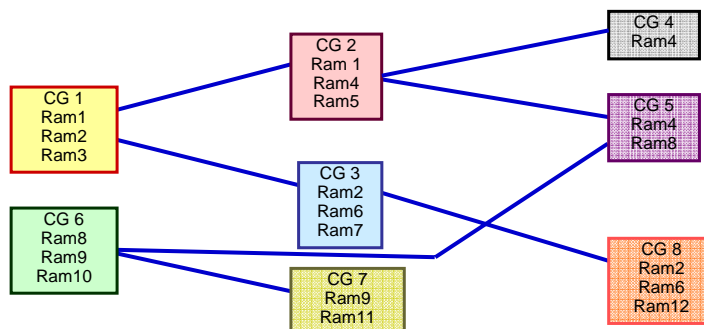 CG 1
Ram1
Ram2
Ram3
CG 2
Ram 1
Ram4
Ram5
CG 3
Ram2
Ram6
Ram7
CG 4
Ram4
CG 5
Ram4
Ram8
CG 6
Ram8
Ram9
Ram10
CG 7
Ram9
Ram11
CG 8
Ram2
Ram6
Ram12